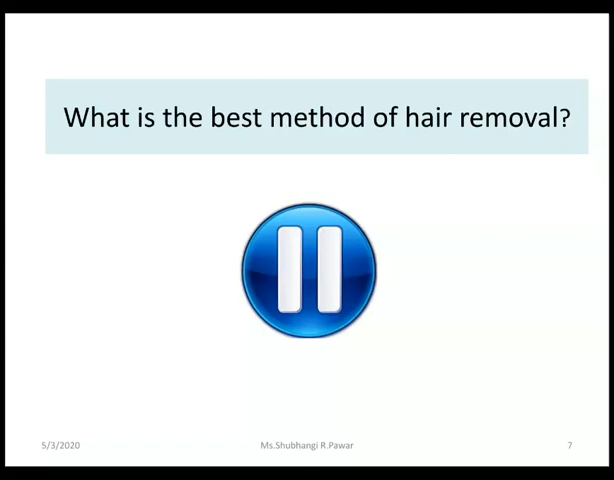 What is the best method of hair removal?
5/3/2020
Ms.Shubhangi R.Pawar
7